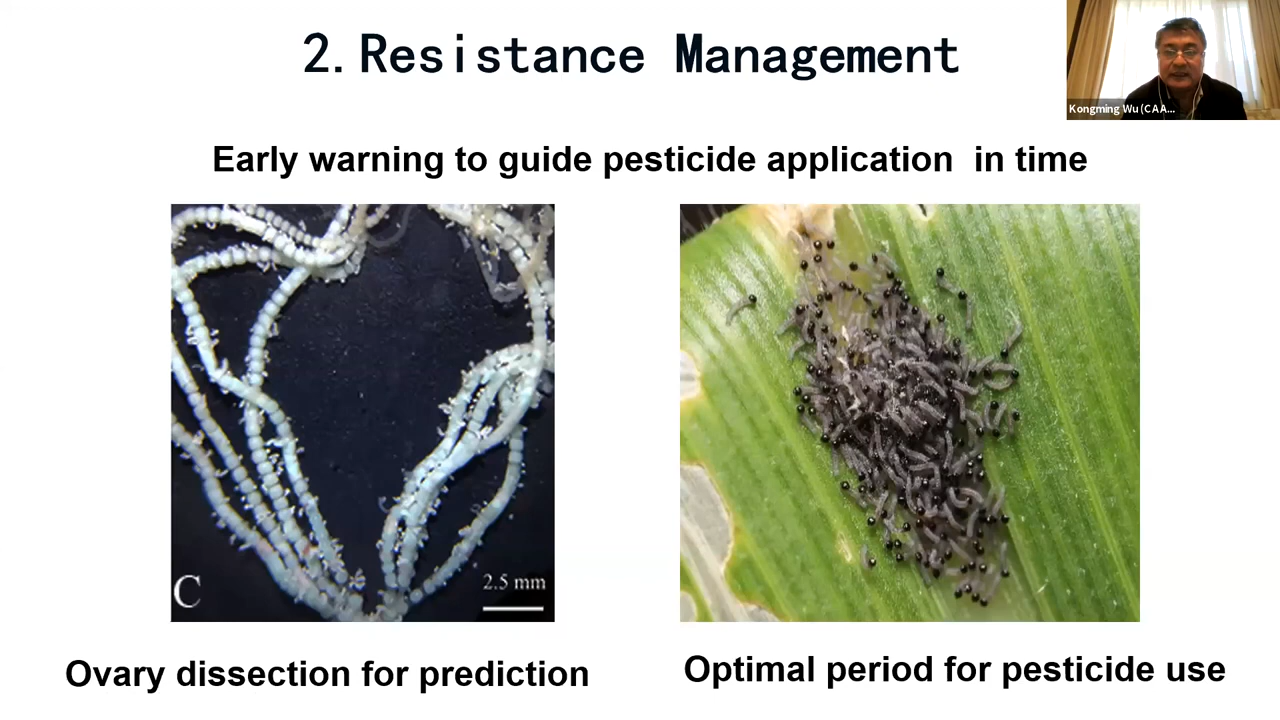 2.Resistance Management
Kongming Wu (CAA...
Early warning to guide pesticide application in time
C
2.5 mm
Ovary dissection for prediction
Optimal period for pesticide use